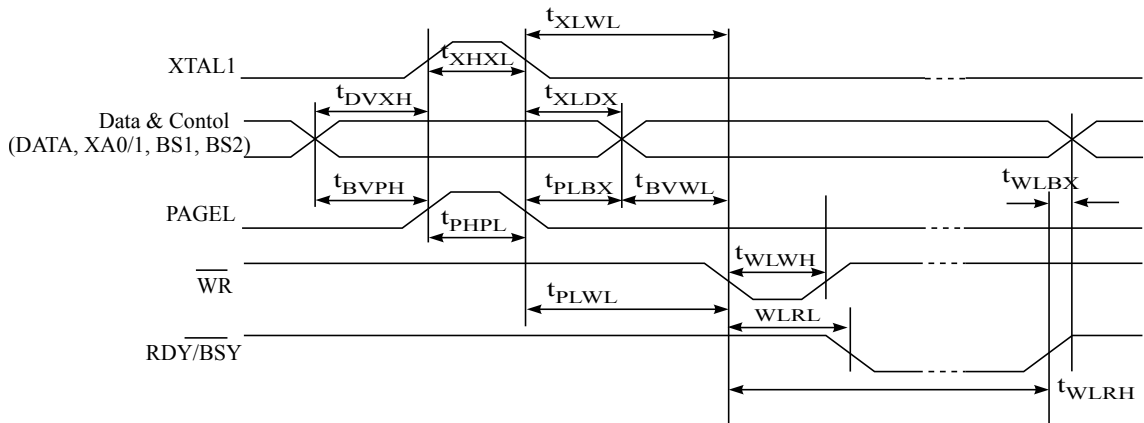 tXLWL
XTAL1
tXHXL
tDVXH
tXLDX
Data & Contol
(DATA, XA0/1, BS1, BS2)
tBVPH
tPLBX
tBVWL
tWLBX
PAGEL
tPHPL
WR
tWLWH
tPLWL
WLRL
RDY/BSY
tWLRH